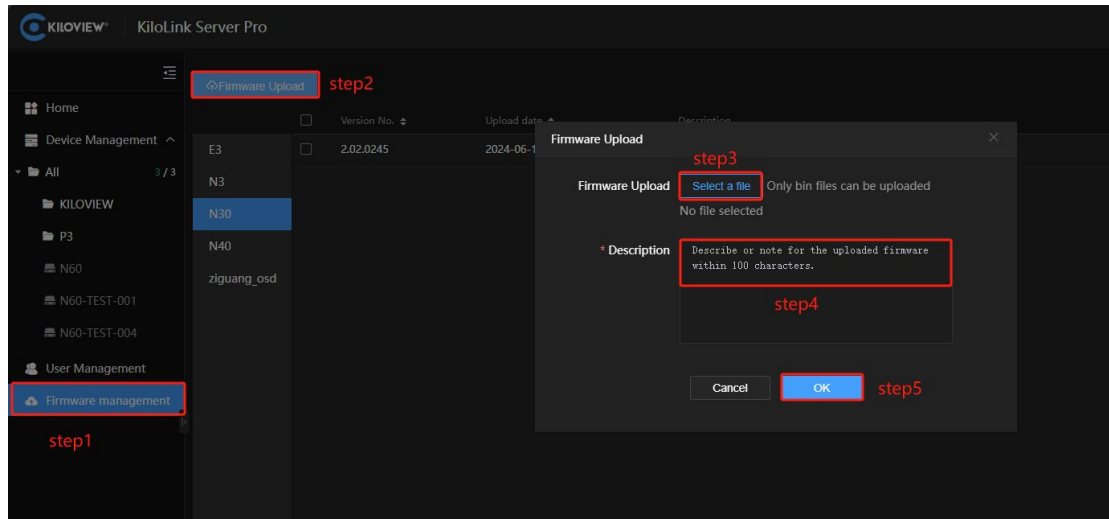 KILOVIEW® KiloLink Server Pro
Firmware Upload step2
Home
Version No. Upload date Description
Device Management
E3 2.02.0245 2024-06-1
All 3 / 3
N3
KILOVIEW
N30
P3
N40
N60
ziguang_osd
N60-TEST-001
N60-TEST-004
User Management
Firmware management
step1
Firmware Upload
step3
Firmware Upload Select a file Only bin files can be uploaded
No file selected
* Description Describe or note for the uploaded firmware
within 100 characters.
step4
Cancel OK step5